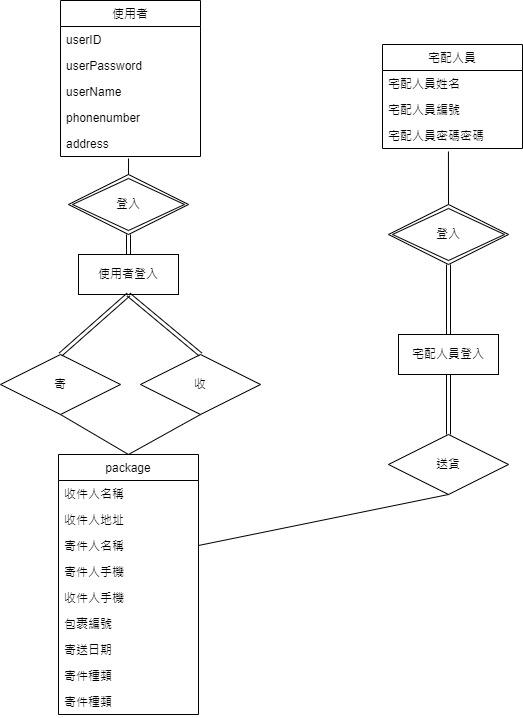 使用者
userID
userPassword
userName
phonenumber
address
登入
使用者登入
寄
收
package
收件人名稱
收件人地址
寄件人名稱
寄件人手機
收件人手機
包裹編號
寄送日期
寄件種類
寄件種類
宅配人員
宅配人員姓名
宅配人員編號
宅配人員密碼密碼
登入
宅配人員登入
送貨